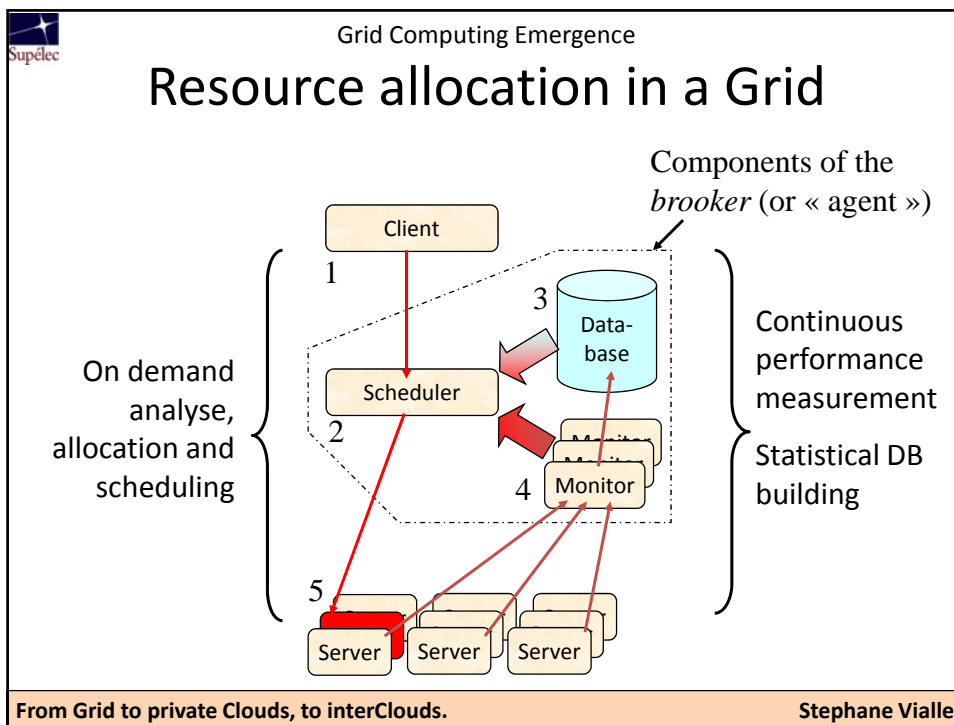 Supélec
Grid Computing Emergence
Resource allocation in a Grid
Components of the
brooker (or « agent »)
Client
1
3
Data-
base
Continuous
performance
measurement
Statistical DB
building
On demand
analyse,
allocation and
scheduling
Scheduler
2
Monitor
Monitor
4
Monitor
5
Server
Server
Server
From Grid to private Clouds, to interClouds.
Stephane Vialle